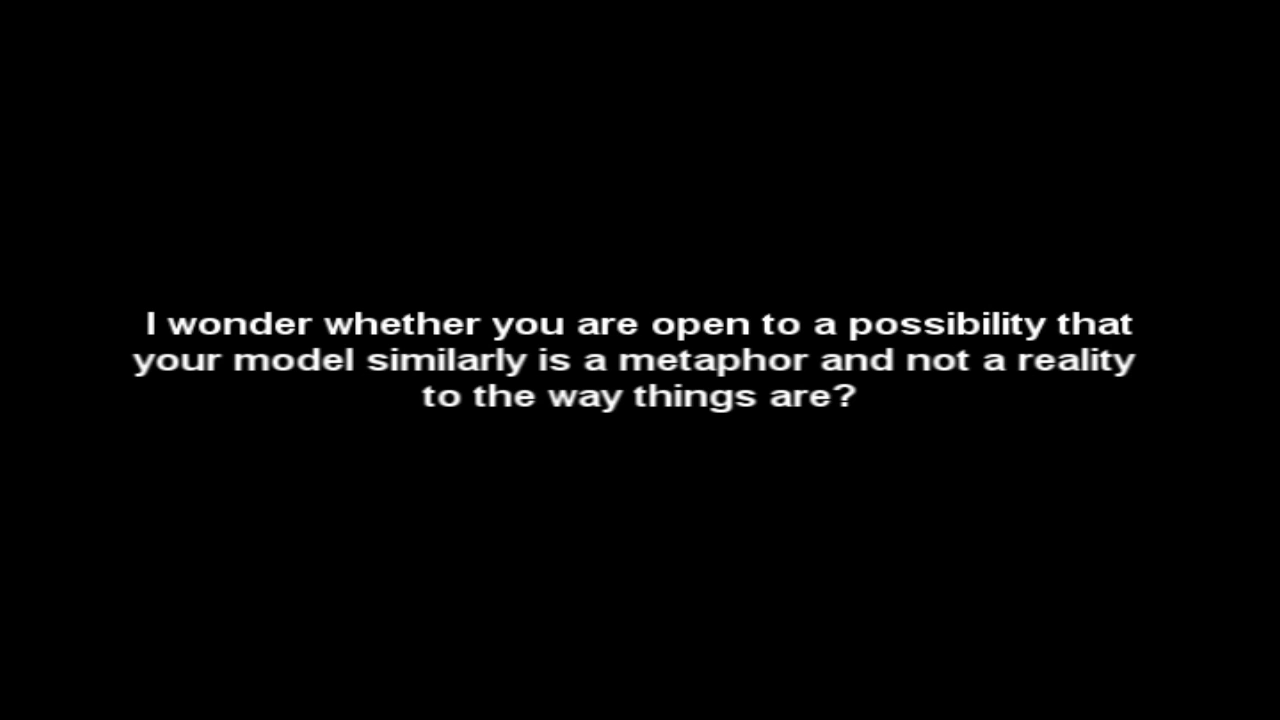 I wonder whether you are open to a possibility that
your model similarly is a metaphor and not a reality
to the way things are?